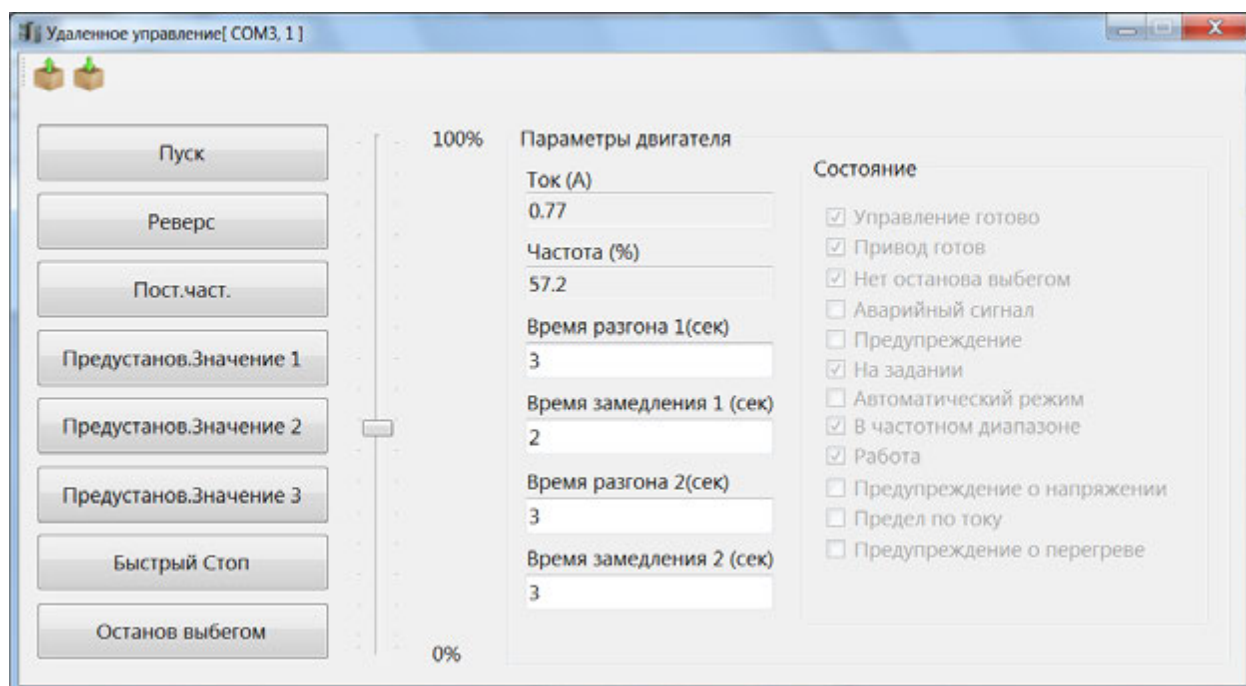 Удаленное управление[ COM3, 1 ]
Пуск
Реверс
Пост.част.
Предустанов.Значение 1
Предустанов.Значение 2
Предустанов.Значение 3
Быстрый Стоп
Останов выбегом
100%
0%
Параметры двигателя
Ток (А)
0.77
Частота (%)
57.2
Время разгона 1(сек)
3
Время замедления 1 (сек)
2
Время разгона 2(сек)
3
Время замедления 2 (сек)
3
Состояние
Управление готово
Привод готов
Нет останова выбегом
Аварийный сигнал
Предупреждение
На задании
Автоматический режим
В частотном диапазоне
Работа
Предупреждение о напряжении
Предел по току
Предупреждение о перегреве